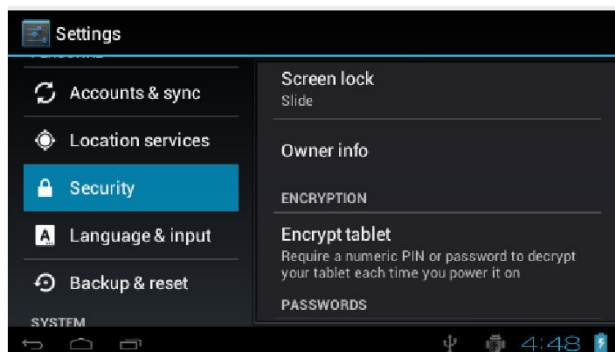 Settings
Accounts & sync
Location services
Security
Language & input
Backup & reset
SYSTEM
Screen lock
Slide
Owner info
ENCRYPTION
Encrypt tablet
Require a numeric PIN or password to decrypt
your tablet each time you power it on
PASSWORDS
4:48